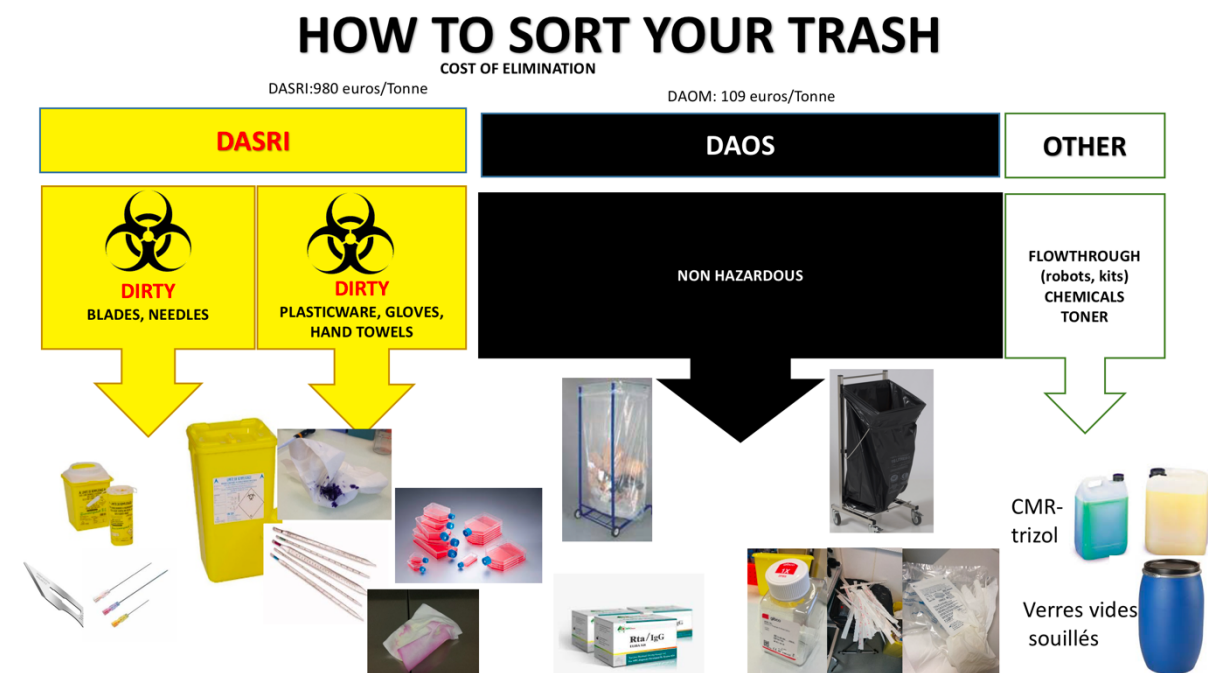 HOW TO SORT YOUR TRASH
COST OF ELIMINATION
DASRI:980 euros/Tonne
DAOM: 109 euros/Tonne
DASRI
DAOS
OTHER
DIRTY
BLADES, NEEDLES
DIRTY
PLASTICWARE, GLOVES,
HAND TOWELS
NON HAZARDOUS
FLOWTHROUGH
(robots, kits)
CHEMICALS
TONER
CMR-
trizol
Verres vides
souillés
Rta/IgG
1X